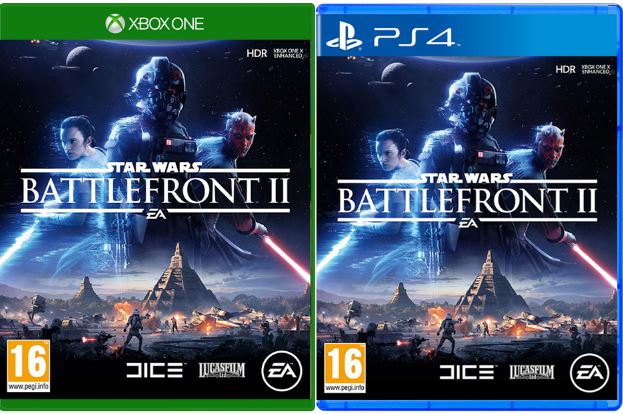 XBOX ONE
HDR XBOX ONE X
ENHANCED
STAR WARS
BATTLEFRONT II
EA
16
www.pegi.info
DICE
LUCASFILM
EA
PS4
HDR XBOX ONE X
ENHANCED
STAR WARS
BATTLEFRONT II
EA
16
www.pegi.info
DICE
LUCASFILM
EA